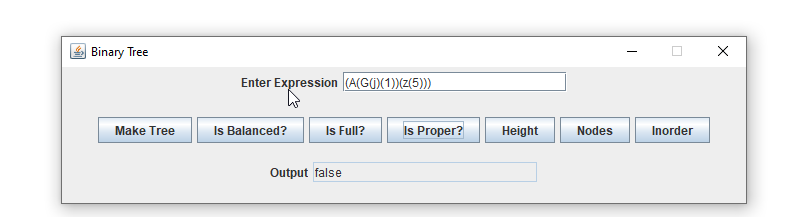 Binary Tree
Enter Expression (A(G(j)(1))(z(5)))
Make Tree Is Balanced? Is Full? Is Proper? Height Nodes Inorder
Output false